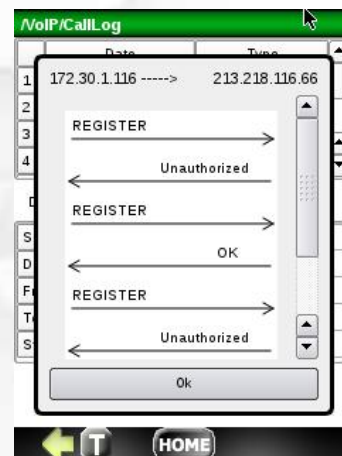 /VoIP/CallLog
Date Type
1
2
3
4
172.30.1.116 -----> 213.218.116.66
REGISTER
Unauthorized
REGISTER
OK
REGISTER
Unauthorized
Ok
T HOME